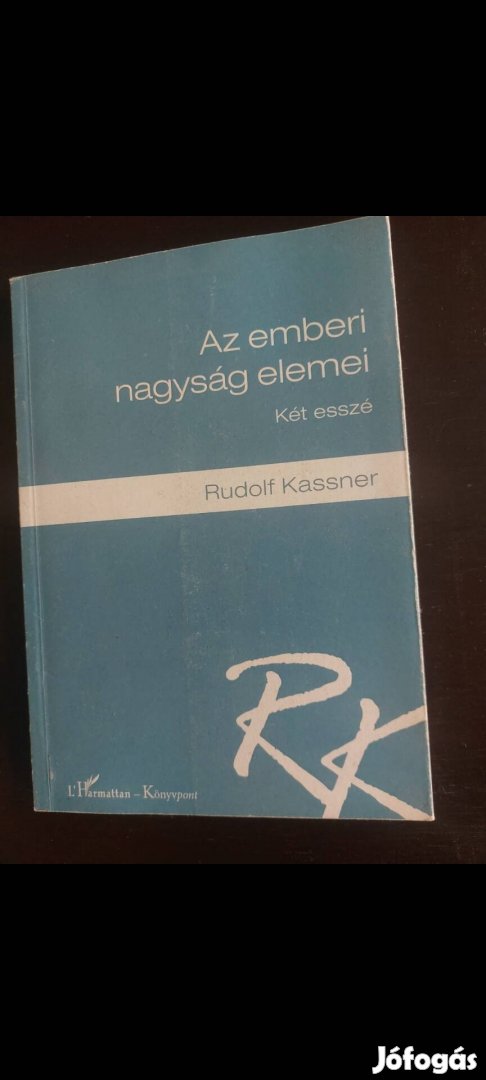 Az emberi
nagyság elemei
Két esszé
Rudolf Kassner
RK
L'Harmattan – Könyvpont
Jófogás